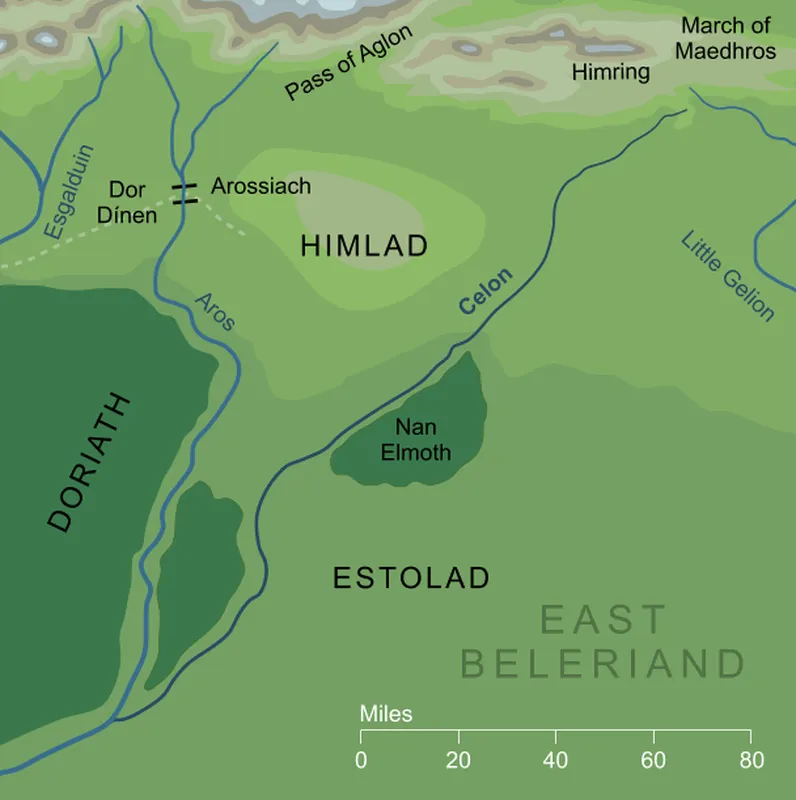 March of
Maedhros
Pass of Aglon
Himring
Esgalduin
Dor
Dínen
Arossiach
HIMLAD
Little Gelion
Celon
Aros
DORIATH
Nan
Elmoth
ESTOLAD
EAST
BELERIAND
Miles
0 20 40 60 80